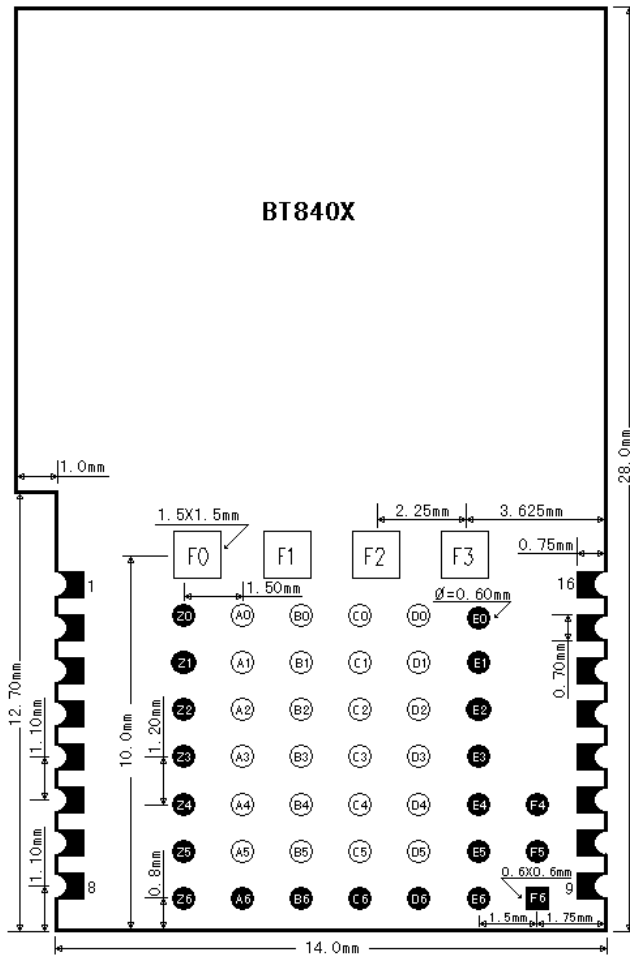 BT840X
28.0mm
1.0mm
2.25mm 3.625mm
1.5X1.5mm
0.75mm
F0 F1 F2 F3
1 16
1.50mm
Ø=0.60mm
Z0 A0 B0 C0 D0 E0
0.70mm
Z1 A1 B1 C1 D1 E1
12.70mm
Z2 A2 B2 C2 D2 E2
1.10mm 10.0mm 1.20mm
Z3 A3 B3 C3 D3 E3
Z4 A4 B4 C4 D4 E4 F4
1.10mm
Z5 A5 B5 C5 D5 E5 F5
0.8mm
0.6X0.6mm
8 9
Z6 A6 B6 C6 D6 E6 F6
1.5mm 1.75mm
14.0mm